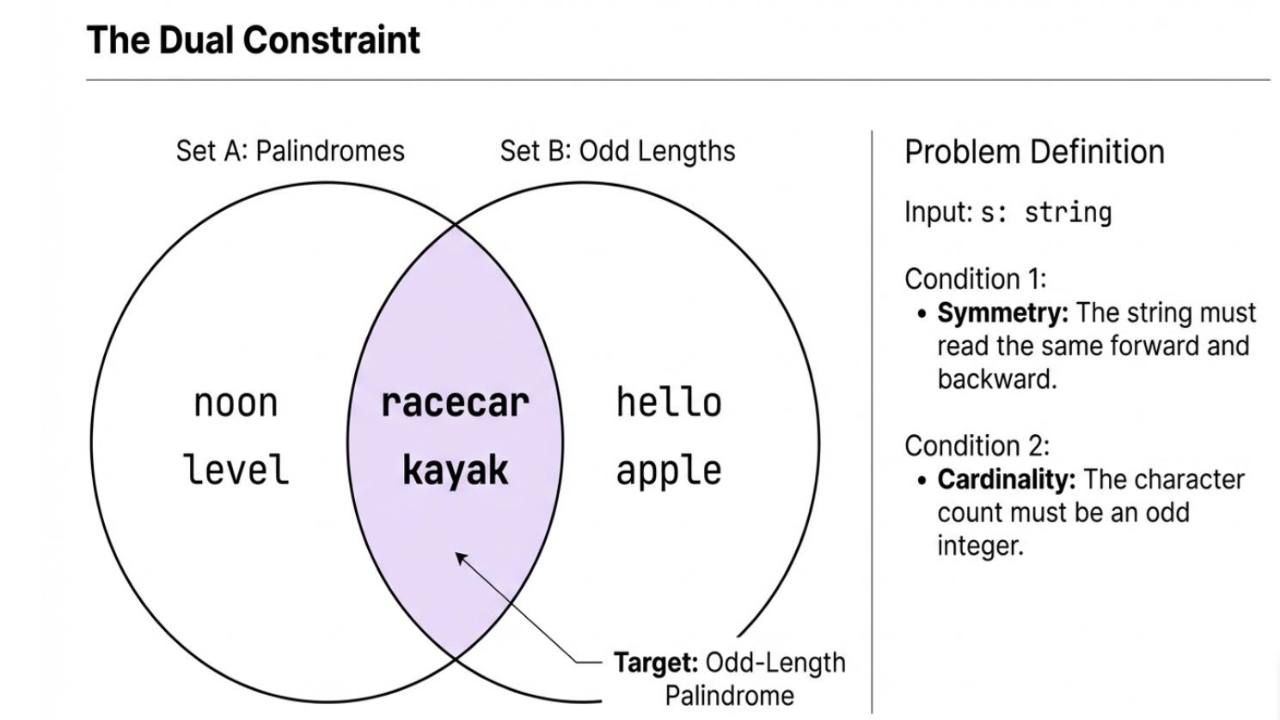 The Dual Constraint
Set A: Palindromes
Set B: Odd Lengths
noon
level
racecar
kayak
hello
apple
Target: Odd-Length
Palindrome
Problem Definition
Input: s: string
Condition 1:
• Symmetry: The string must
read the same forward and
backward.
Condition 2:
• Cardinality: The character
count must be an odd
integer.